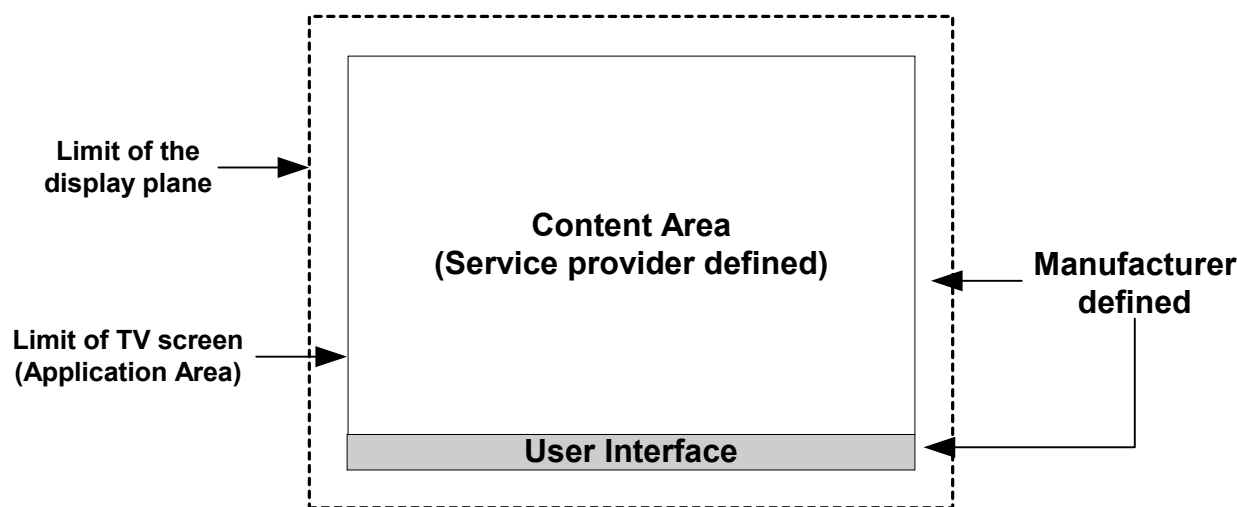 Limit of the
display plane
Content Area
(Service provider defined)
Manufacturer
defined
Limit of TV screen
(Application Area)
User Interface